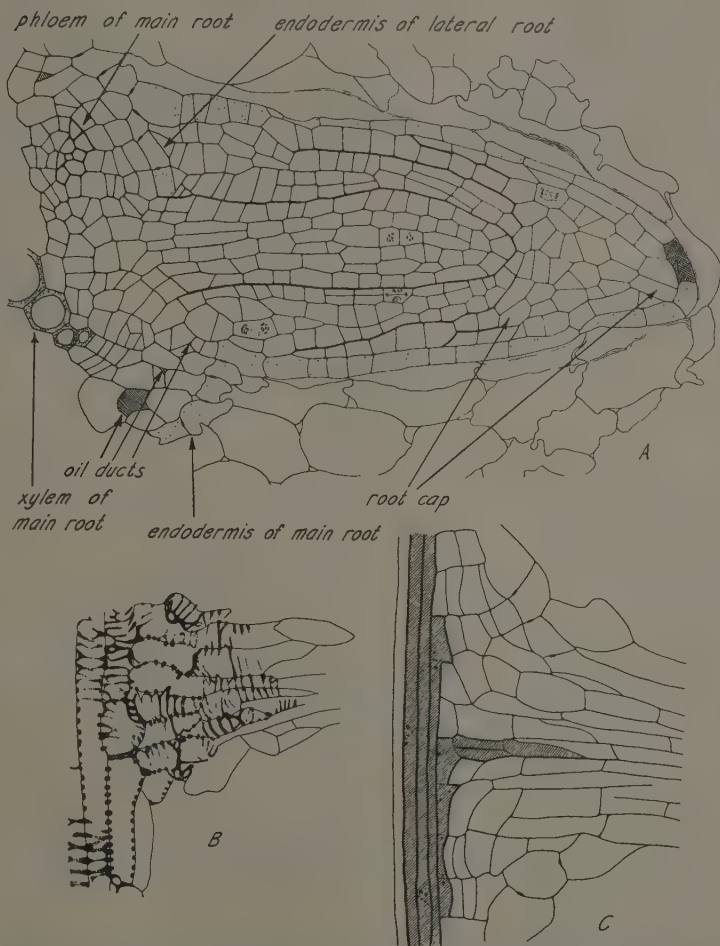 phloem of main root
endodermis of lateral root
A
oil ducts
xylem of
main root
root cap
endodermis of main root
B
C